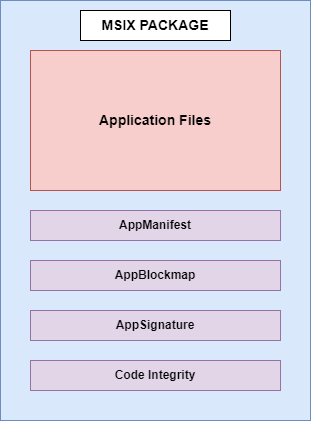 MSIX PACKAGE
Application Files
AppManifest
AppBlockmap
AppSignature
Code Integrity